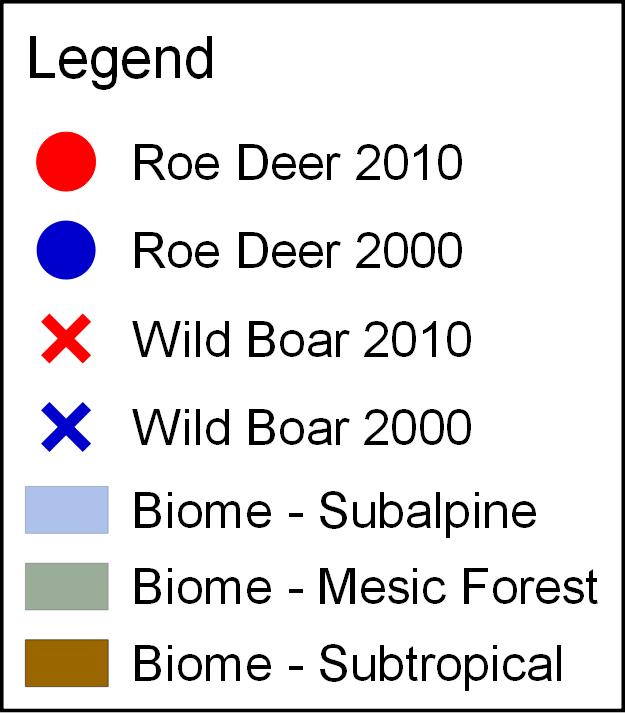 Legend
Roe Deer 2010
Roe Deer 2000
Wild Boar 2010
Wild Boar 2000
Biome - Subalpine
Biome - Mesic Forest
Biome - Subtropical